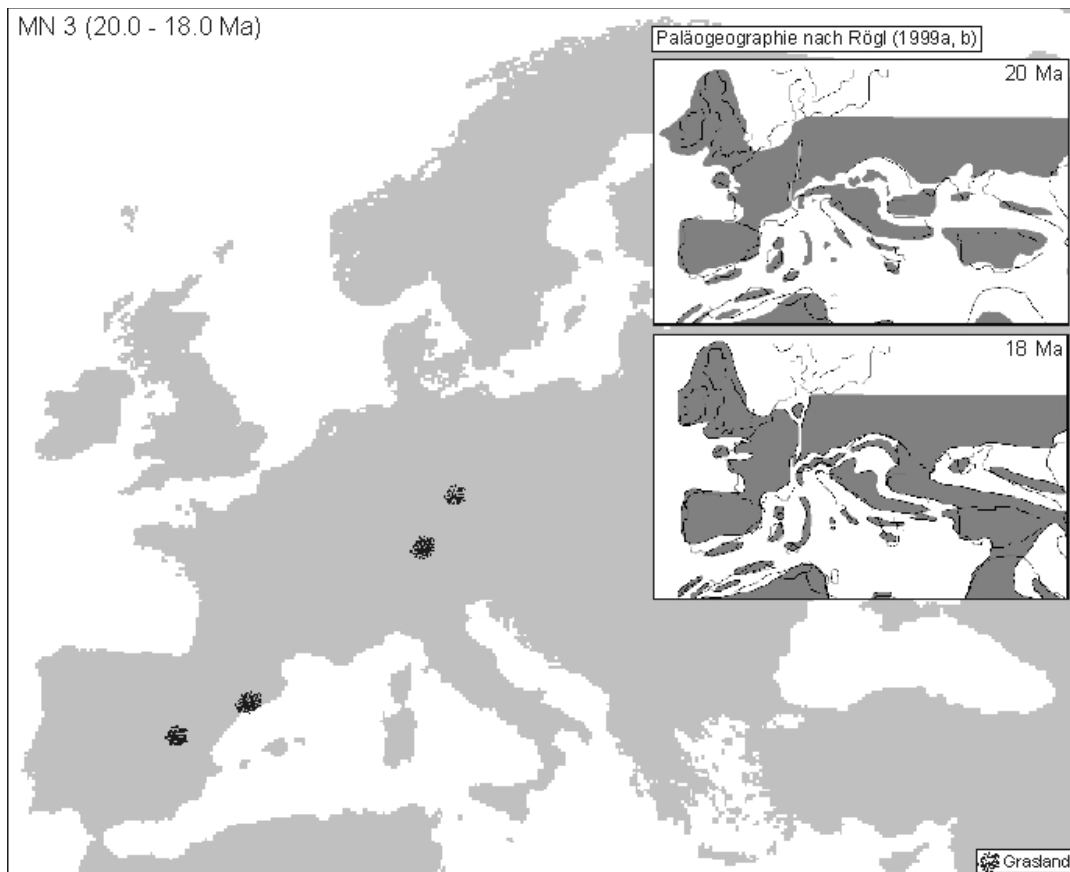 MN 3 (20.0 - 18.0 Ma)
Paläogeographie nach Rögl (1999a, b)
20 Ma
18 Ma
Grasland